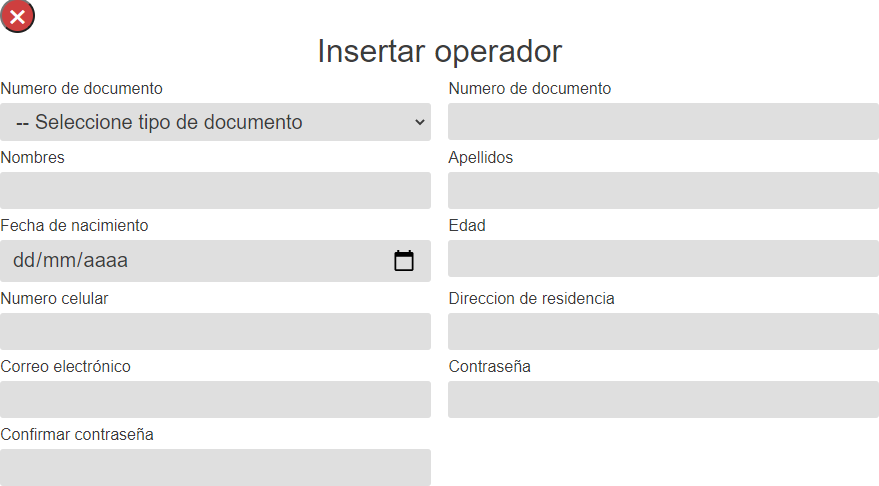 Insertar operador
Numero de documento
Numero de documento
-- Seleccione tipo de documento
Nombres
Apellidos
Fecha de nacimiento
Edad
dd/mm/aaaa
Numero celular
Direccion de residencia
Correo electrónico
Contraseña
Confirmar contraseña